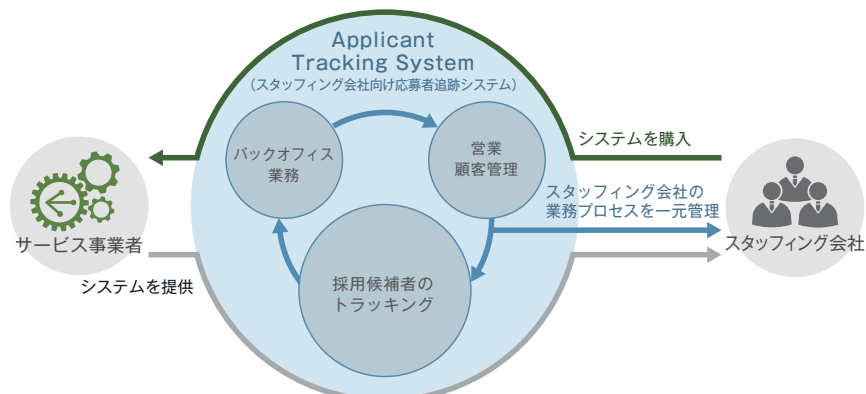 Applicant
Tracking System
(スタッフィング会社向け応募者追跡システム)
バックオフィス
業務
営業
顧客管理
システムを購入
スタッフィング会社の
業務プロセスを一元管理
サービス事業者
スタッフィング会社
システムを提供
採用候補者の
トラッキング